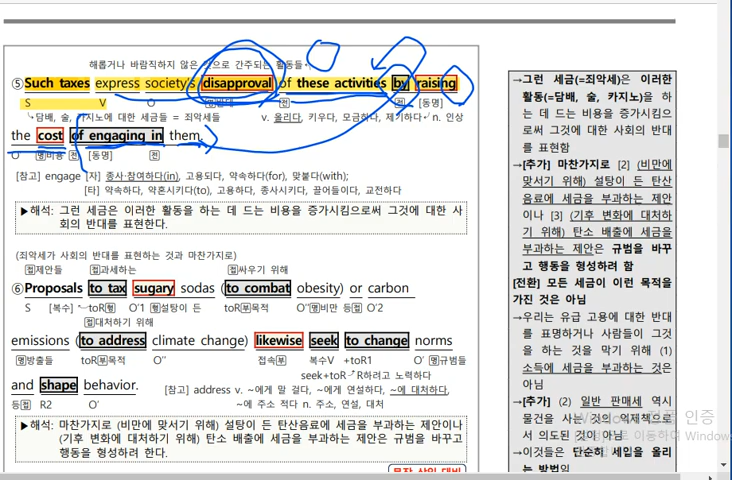 해롭거나 바람직하지 않은 것으로 간주되는 활동들
⑤Such taxes express society's disapproval of these activities by raising
S V O 전 [동명]
담배, 술, 카지노에 대한 세금들 = 죄악세들 v. 올리다, 키우다, 모금하다, 제기하다 n. 인상
the cost of engaging in them.
O 명비용 전 [동명] 전
[참고] engage [자] 종사·참여하다(in), 고용되다, 약속하다(for), 맞붙다(with);
[타] 약속하다, 약혼시키다(to), 고용하다, 종사시키다, 끌어들이다, 교전하다
▶해석: 그런 세금은 이러한 활동을 하는 데 드는 비용을 증가시킴으로써 그것에 대한 사
회의 반대를 표현한다.
(죄악세가 사회의 반대를 표현하는 것과 마찬가지로)
접제안들 접과세하는 접싸우기 위해
⑥Proposals to tax sugary sodas (to combat obesity) or carbon
S [복수] toR형 O'1 형설탕이 든 toR부목적 O''명비만 등접 O'2
접대처하기 위해
emissions (to address climate change) likewise seek to change norms
명방출들 toR부목적 O'' 접속부 복수V +toR1 O' 명규범들
seek+toR R하려고 노력하다
and shape behavior.
등접 R2 O'
[참고] address v. ~에게 말 걸다, ~에게 연설하다, ~에 대처하다,
~에 주소 적다 n. 주소, 연설, 대처
▶해석: 마찬가지로 (비만에 맞서기 위해) 설탕이 든 탄산음료에 세금을 부과하는 제안이나
(기후 변화에 대처하기 위해) 탄소 배출에 세금을 부과하는 제안은 규범을 바꾸고
행동을 형성하려 한다.
→그런 세금(=죄악세)은 이러한
활동(=담배, 술, 카지노)을 하
는 데 드는 비용을 증가시킴으
로써 그것에 대한 사회의 반대
를 표현함
→[추가] 마찬가지로 [2] (비만에
맞서기 위해) 설탕이 든 탄산
음료에 세금을 부과하는 제안
이나 [3] (기후 변화에 대처하
기 위해) 탄소 배출에 세금을
부과하는 제안은 규범을 바꾸
고 행동을 형성하려 함
[전환] 모든 세금이 이런 목적을
가진 것은 아님
→우리는 유급 고용에 대한 반대
를 표명하거나 사람들이 그것
을 하는 것을 막기 위해 (1)
소득에 세금을 부과하는 것은
아님
→[추가] (2) 일반 판매세 역시
물건을 사는 것의 억제책으로
서 의도된 것이 아님
→이것들은 단순히 세입을 올리
는 방법임
Windows 정품 인증